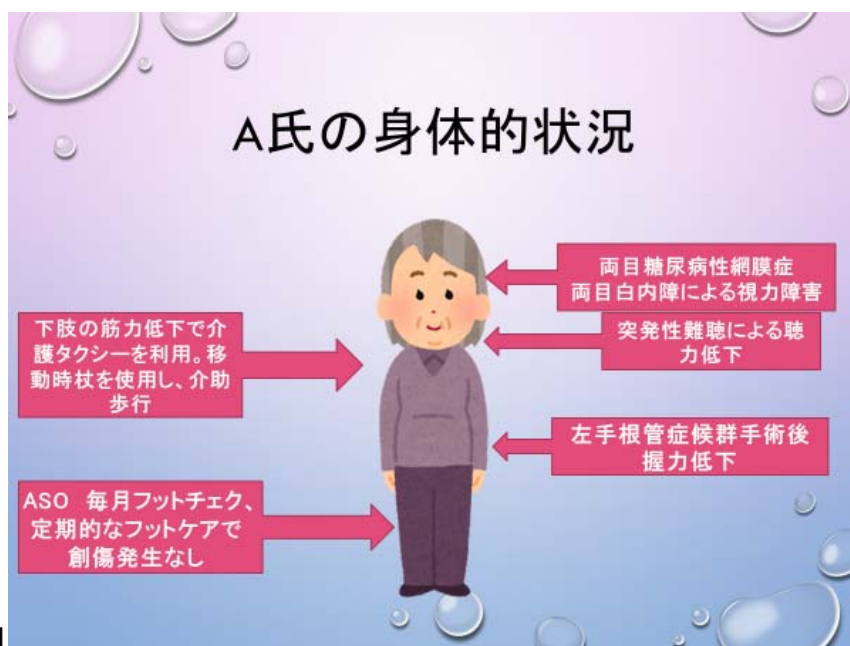 A氏の身体的状況
両目糖尿病性網膜症
両目白内障による視力障害
突発性難聴による聴
力低下
下肢の筋力低下で介
護タクシーを利用。移
動時杖を使用し、介助
歩行
左手根管症候群手術後
握力低下
ASO　毎月フットチェク、
定期的なフットケアで
創傷発生なし